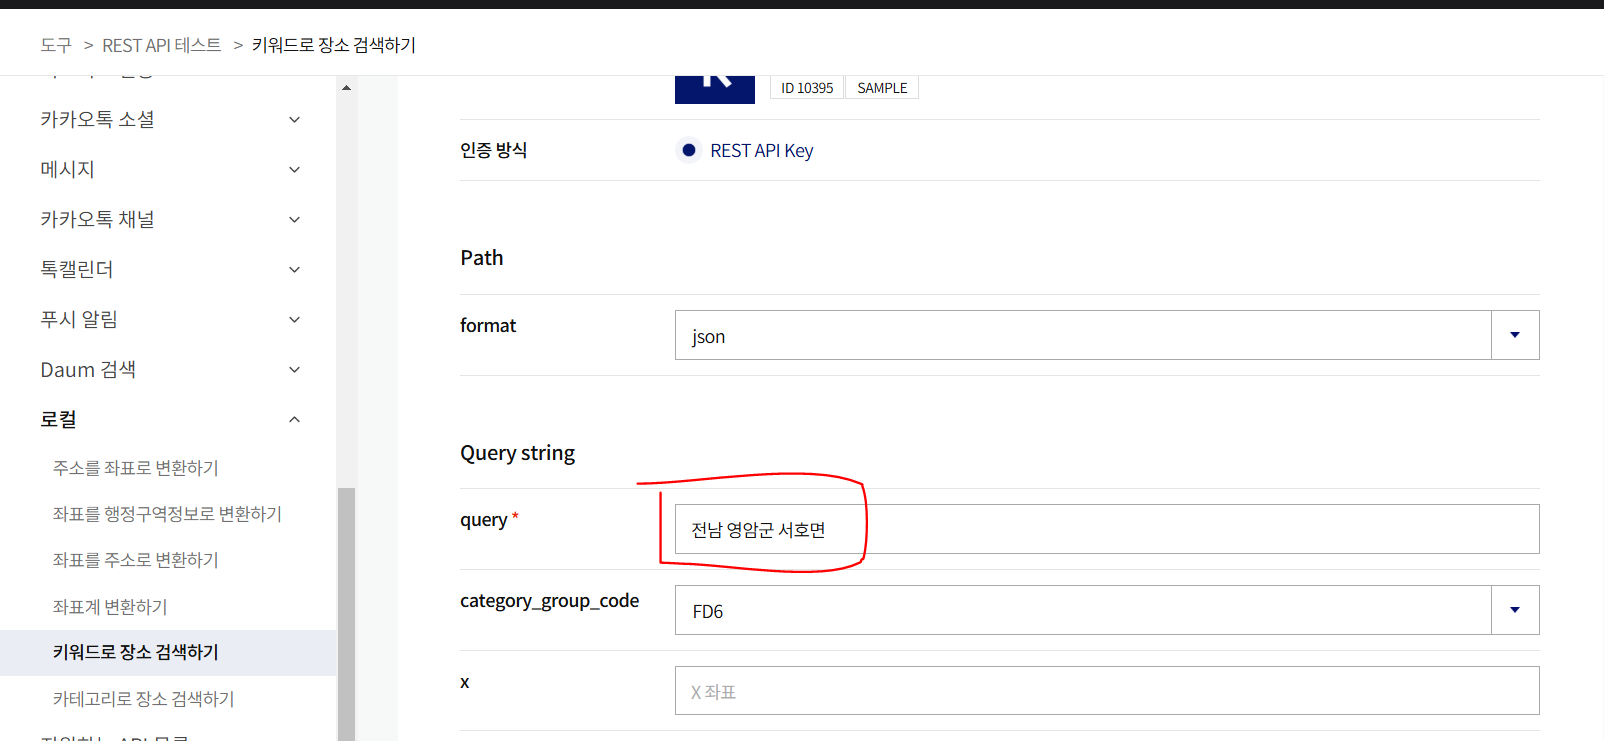 도구 > REST API 테스트 > 키워드로 장소 검색하기
카카오톡 소셜
메시지
카카오톡 채널
톡캘린더
푸시 알림
Daum 검색
로컬
주소를 좌표로 변환하기
좌표를 행정구역정보로 변환하기
좌표를 주소로 변환하기
좌표계 변환하기
키워드로 장소 검색하기
카테고리로 장소 검색하기
ID 10395 SAMPLE
인증 방식 REST API Key
Path
format json
Query string
query * 전남 영암군 서호면
category_group_code FD6
x X 좌표